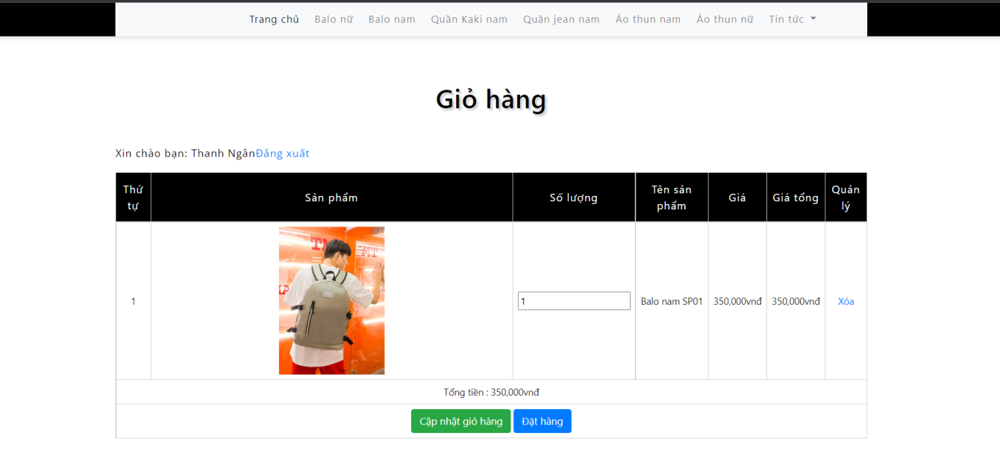 Trang chủ Balo nữ Balo nam Quần Kaki nam Quần jean nam Áo thun nam Áo thun nữ Tin tức
Giỏ hàng
Xin chào bạn: Thanh NgânĐăng xuất
Thứ tự Sản phẩm Số lượng Tên sản phẩm Giá Giá tổng Quản lý
1 1 Balo nam SP01 350,000vnđ 350,000vnđ Xóa
Tổng tiền : 350,000vnđ
Cập nhật giỏ hàng Đặt hàng